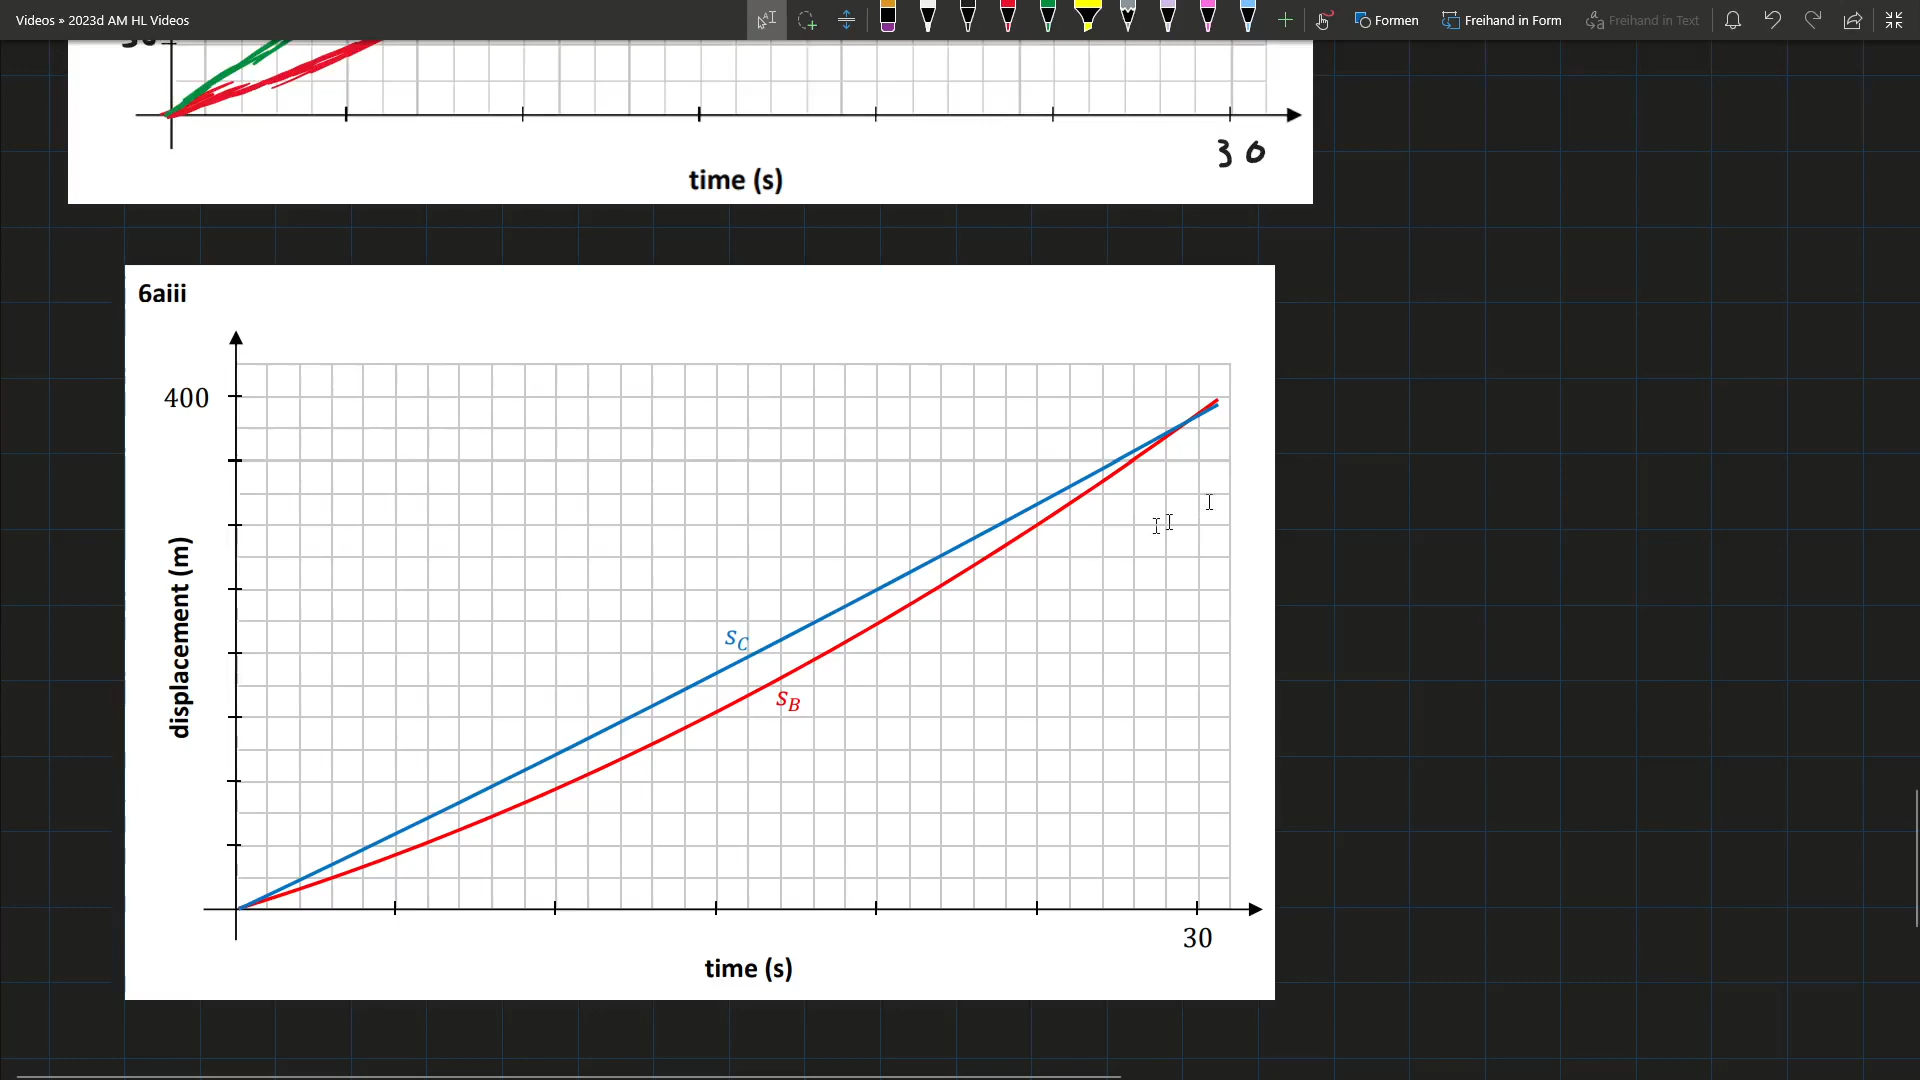 Videos » 2023d AM HL Videos
Formen
Freihand in Form
Freihand in Text
30
time (s)
6aiii
400
displacement (m)
s_C
s_B
30
time (s)